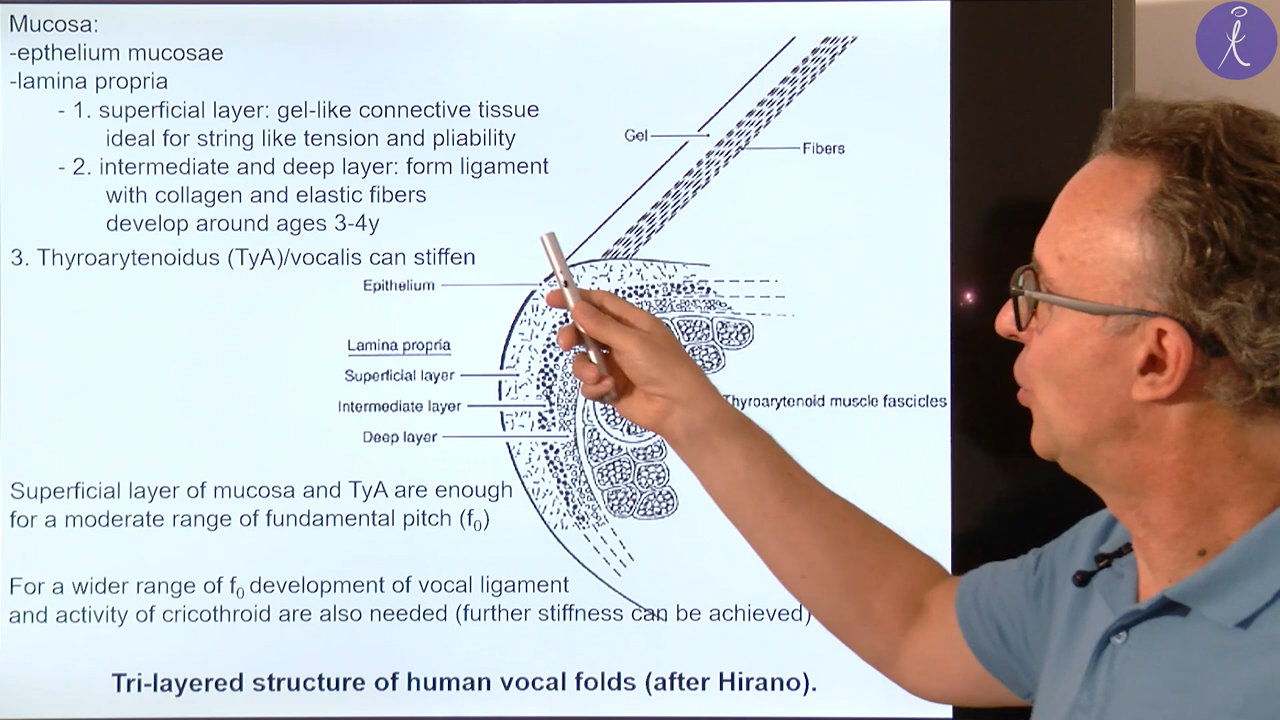 Mucosa:
-epthelium mucosae
-lamina propria
- 1. superficial layer: gel-like connective tissue
ideal for string like tension and pliability
- 2. intermediate and deep layer: form ligament
with collagen and elastic fibers
develop around ages 3-4y
3. Thyroarytenoidus (TyA)/vocalis can stiffen
Gel
Fibers
Epithelium
Lamina propria
Superficial layer
Intermediate layer
Deep layer
Thyroarytenoid muscle fascicles
Superficial layer of mucosa and TyA are enough
for a moderate range of fundamental pitch (f0)
For a wider range of f0 development of vocal ligament
and activity of cricothroid are also needed (further stiffness can be achieved)
Tri-layered structure of human vocal folds (after Hirano).